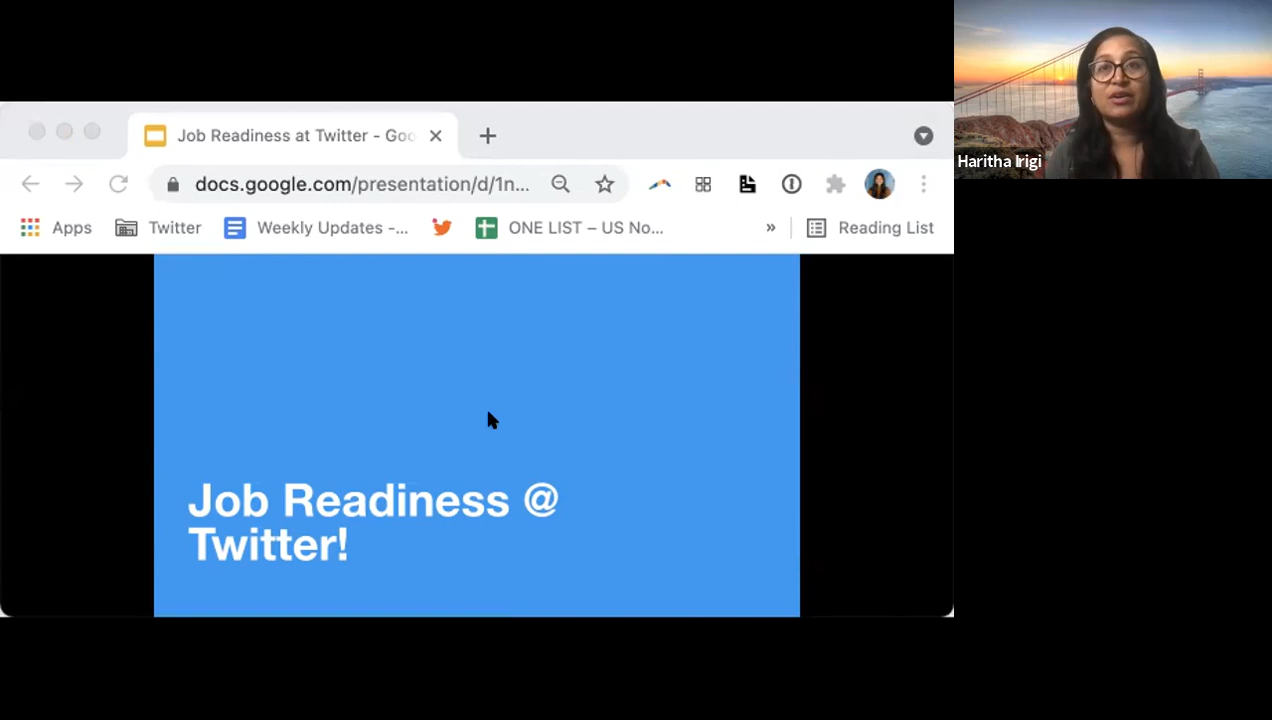 Job Readiness at Twitter - Goo
docs.google.com/presentation/d/1n...
Apps
Twitter
Weekly Updates -...
ONE LIST – US No...
»
Reading List
Haritha Irigi
Job Readiness @
Twitter!